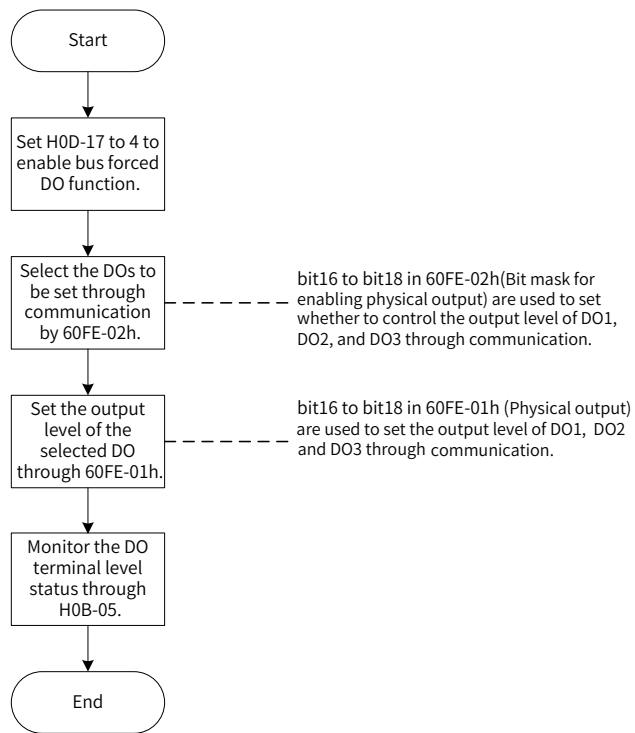 Start
Set H0D-17 to 4 to
enable bus forced
DO function.
Select the DOs to
be set through
communication
by 60FE-02h.
bit16 to bit18 in 60FE-02h(Bit mask for
enabling physical output) are used to set
whether to control the output level of DO1,
DO2, and DO3 through communication.
Set the output
level of the
selected DO
through 60FE-01h.
bit16 to bit18 in 60FE-01h (Physical output)
are used to set the output level of DO1, DO2
and DO3 through communication.
Monitor the DO
terminal level
status through
H0B-05.
End